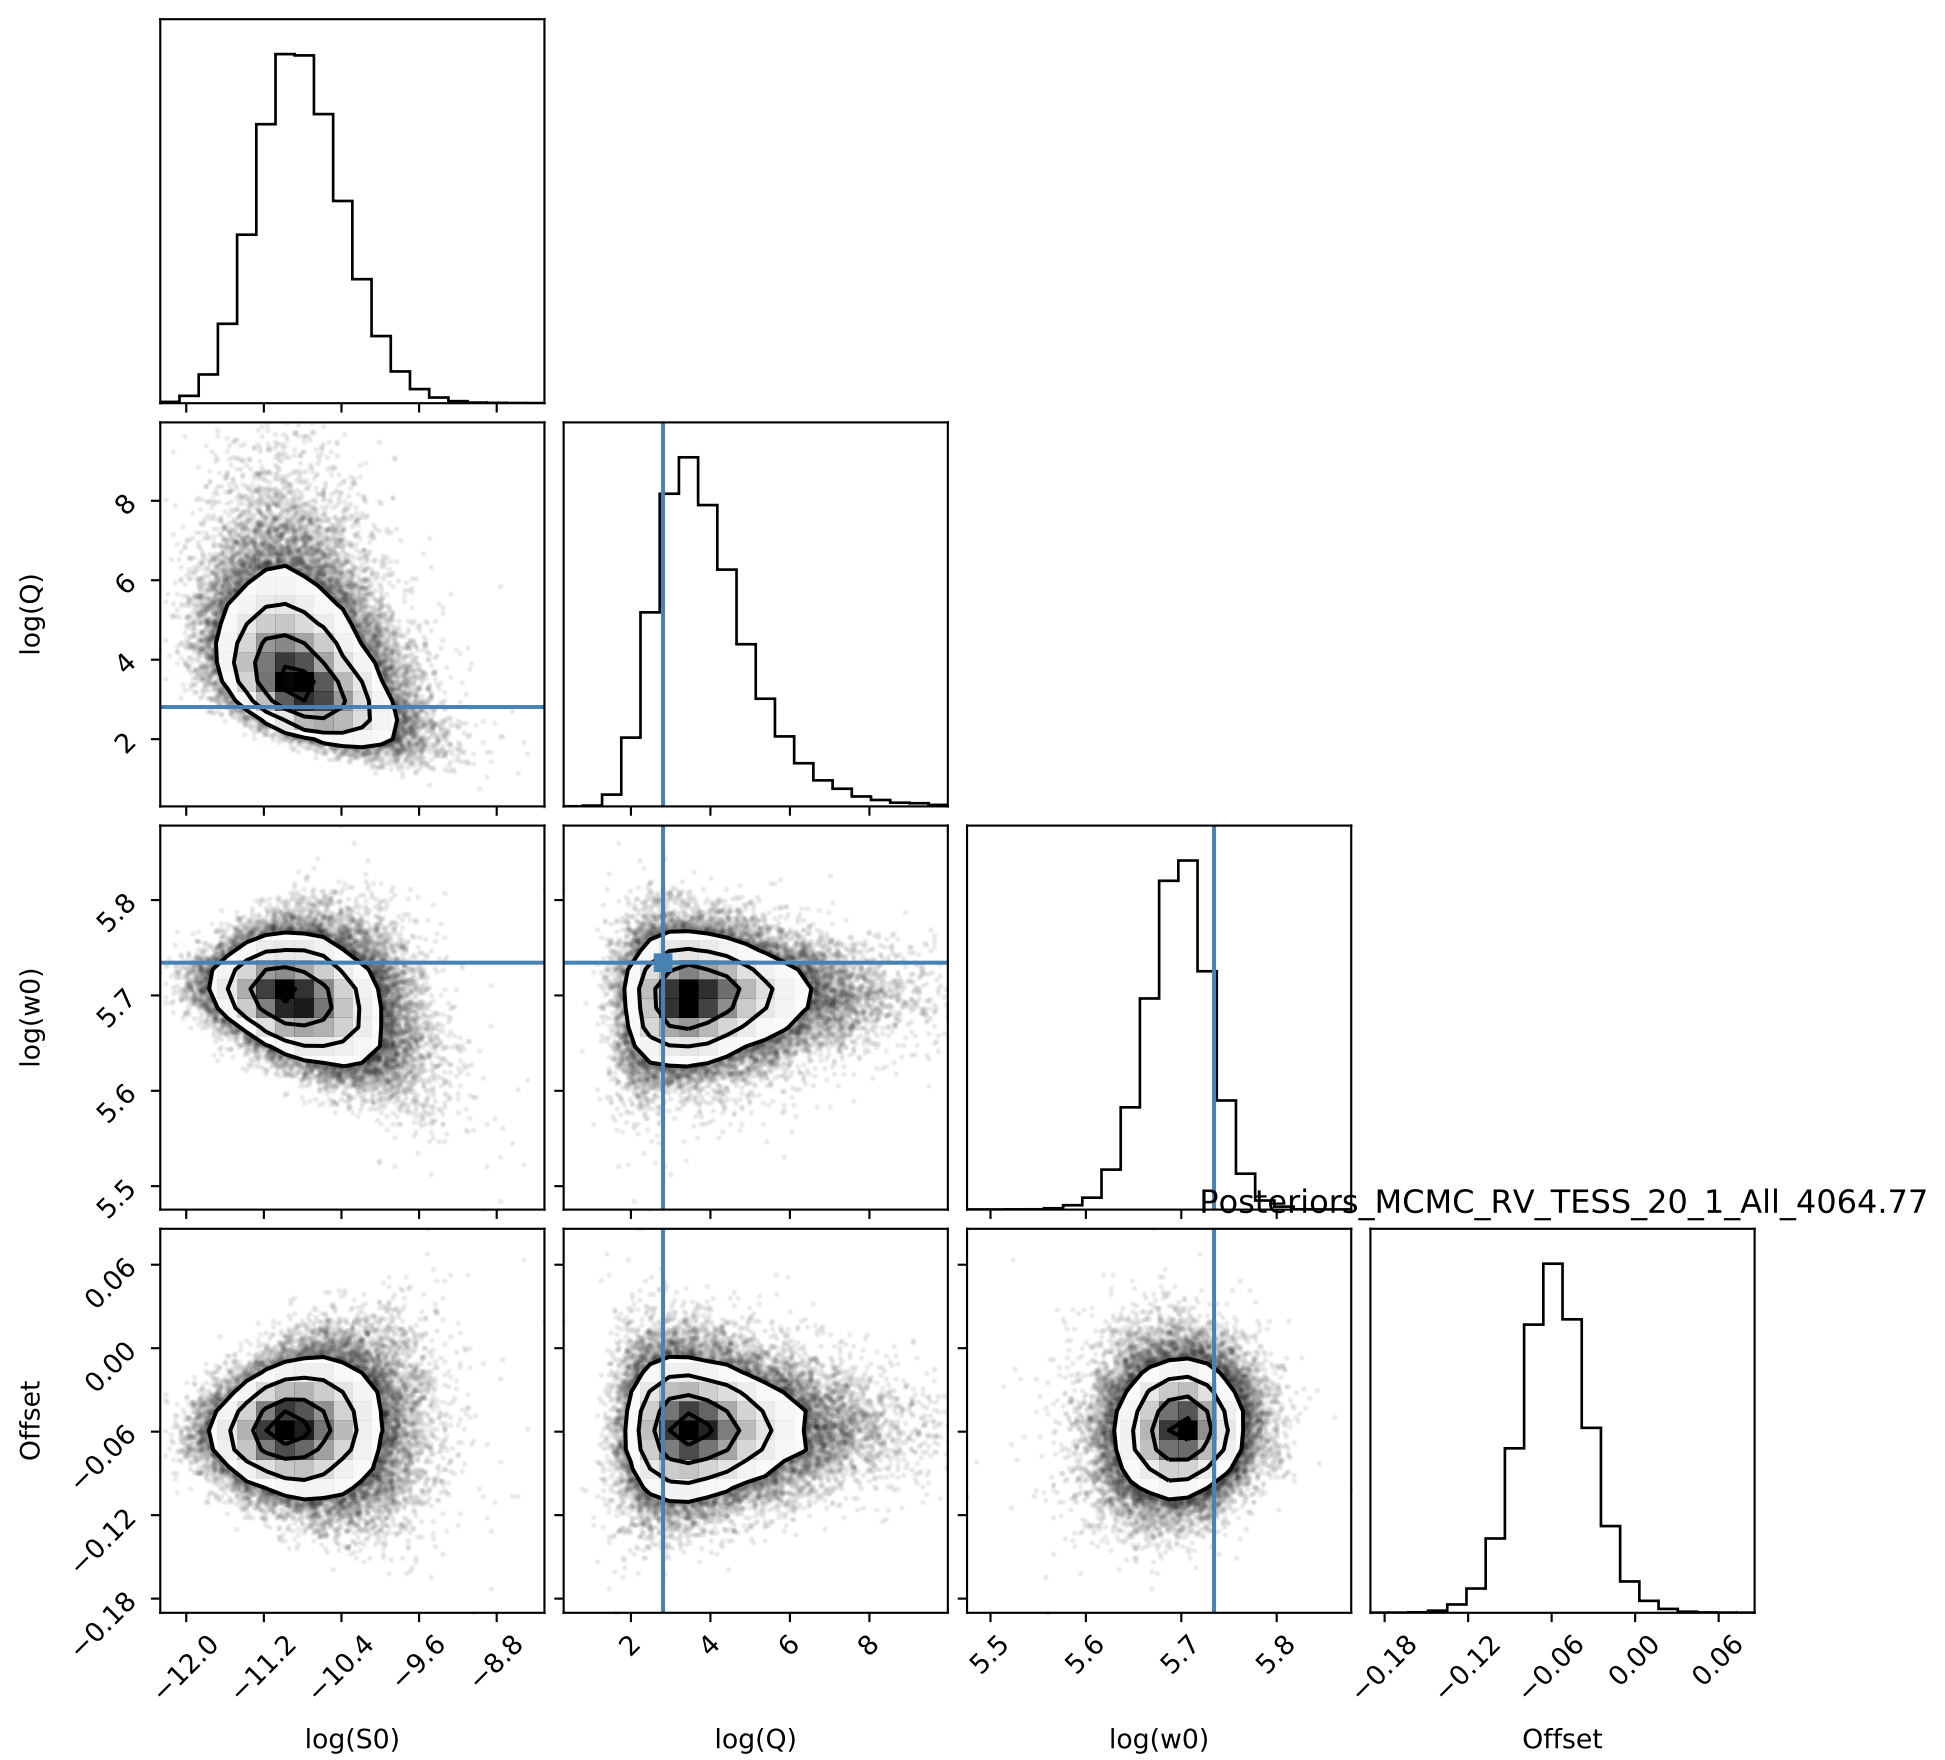 log(Q)
8
6
4
2
log(w0)
5.8
5.7
5.6
5.5
Posteriors_MCMC_RV_TESS_20_1_All_4064.77
Offset
0.06
0.00
−0.06
−0.12
−0.18
−12.0 −11.2 −10.4 −9.6 −8.8
2 4 6 8
5.5 5.6 5.7 5.8
−0.18 −0.12 −0.06 0.00 0.06
log(S0) log(Q) log(w0) Offset